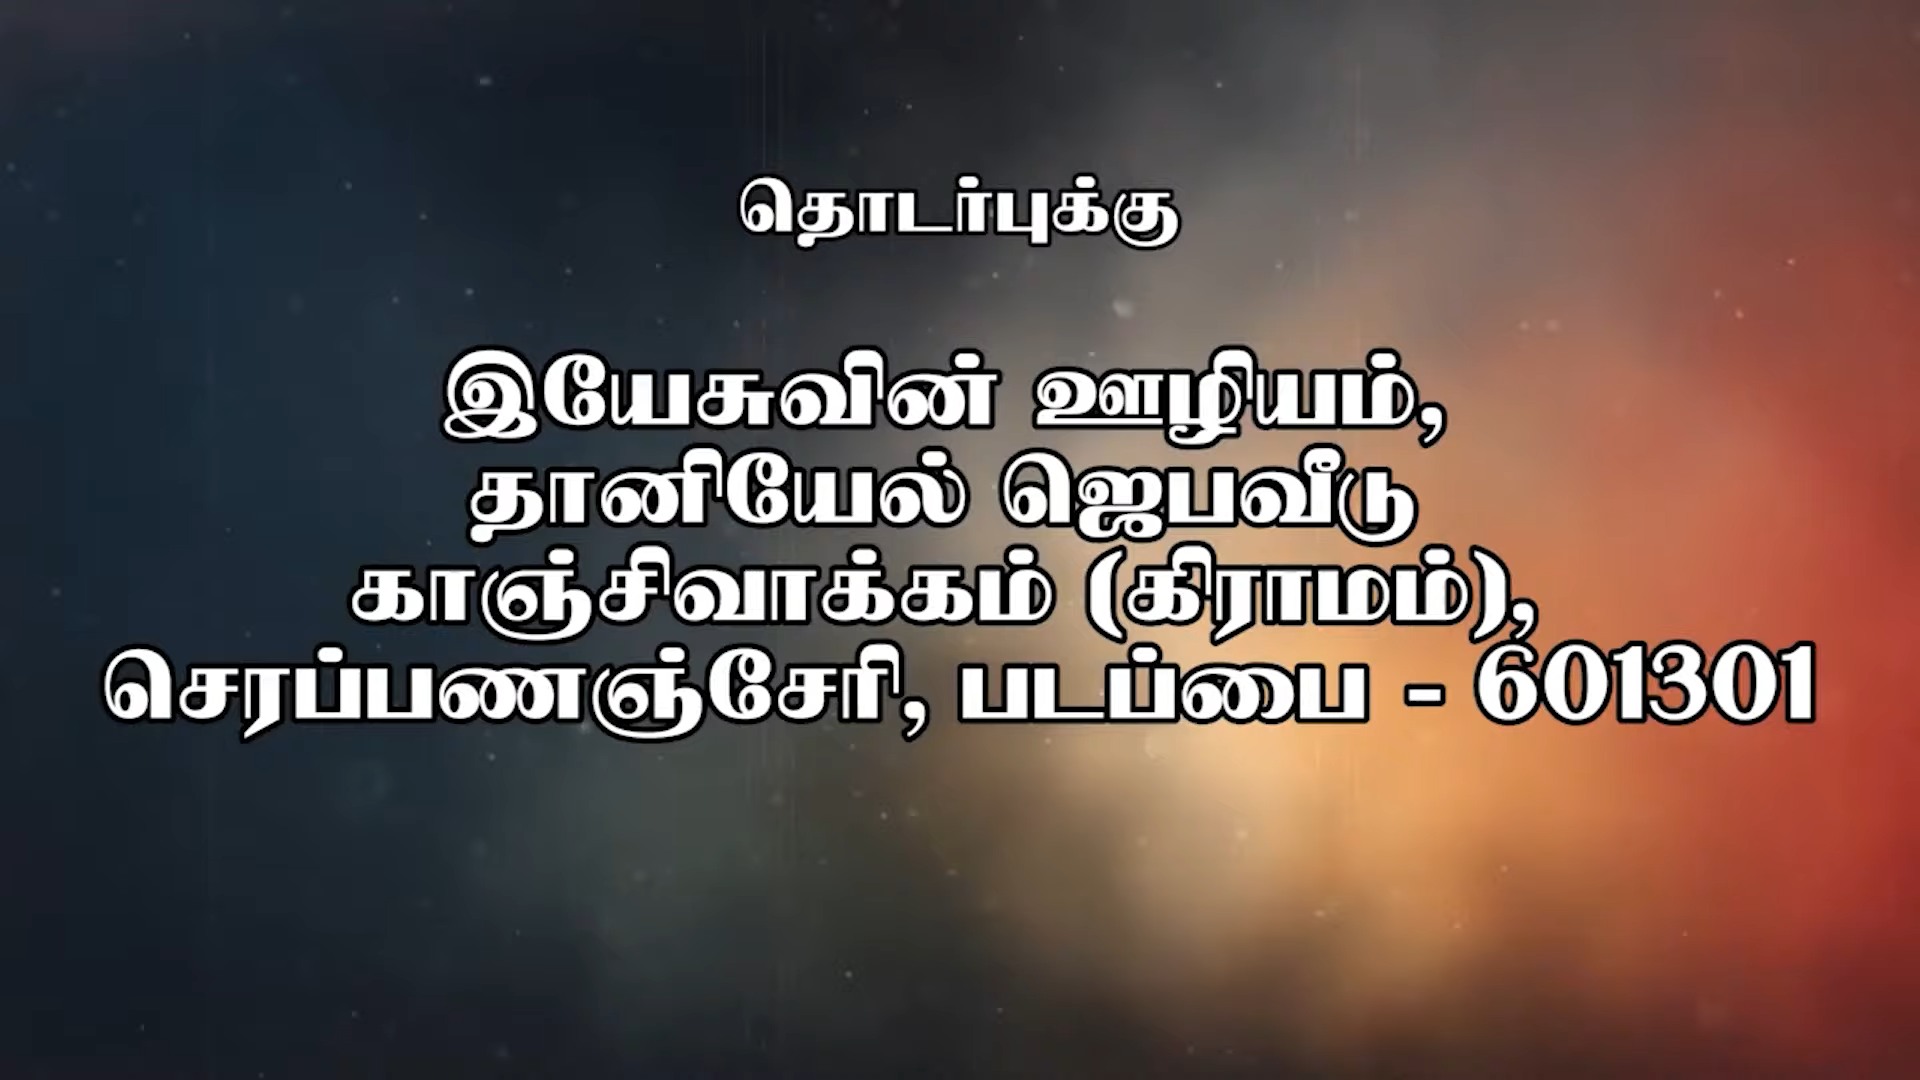 தொடர்புக்கு
இயேசுவின் ஊழியம்,
தானியேல் ஜெபவீடு
காஞ்சிவாக்கம் (கிராமம்),
செரப்பணஞ்சேரி, படப்பை - 601301